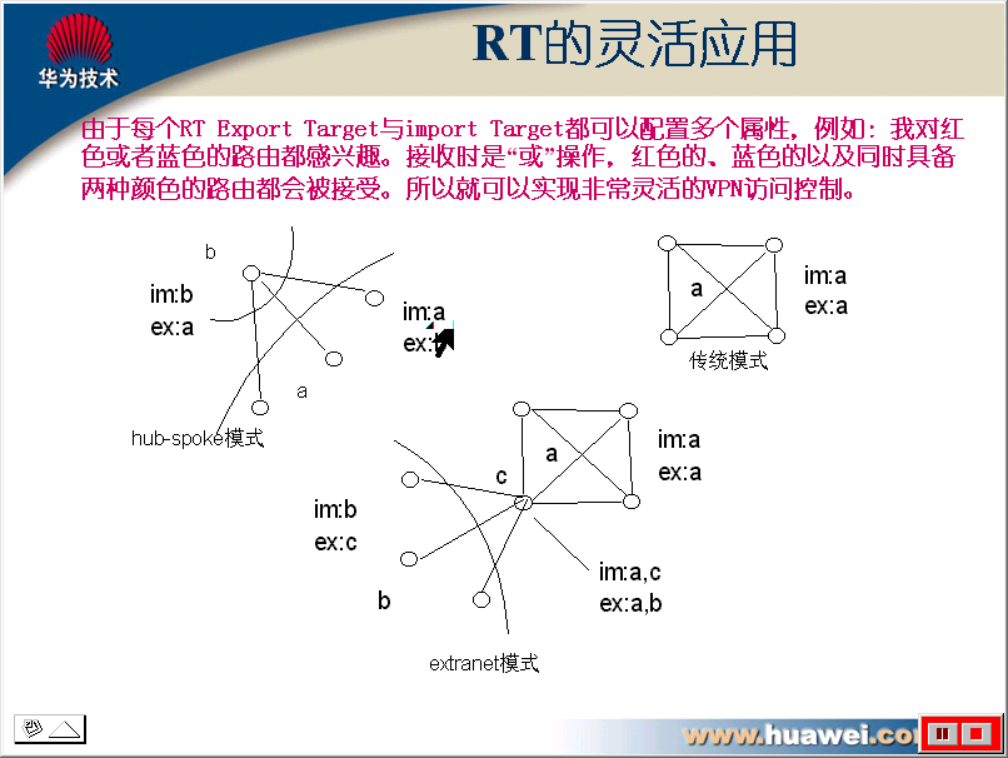 华为技术
RT的灵活应用
由于每个RT Export Target与import Target都可以配置多个属性，例如：我对红
色或者蓝色的路由都感兴趣。接收时是“或”操作，红色的、蓝色的以及同时具备
两种颜色的路由都会被接受。所以就可以实现非常灵活的VPN访问控制。
b
im:b
ex:a
im:a
ex:
a
hub-spoke模式
a
im:a
ex:a
传统模式
a
c
im:a
ex:a
im:b
ex:c
b
im:a,c
ex:a,b
extranet模式
www.huawei.co